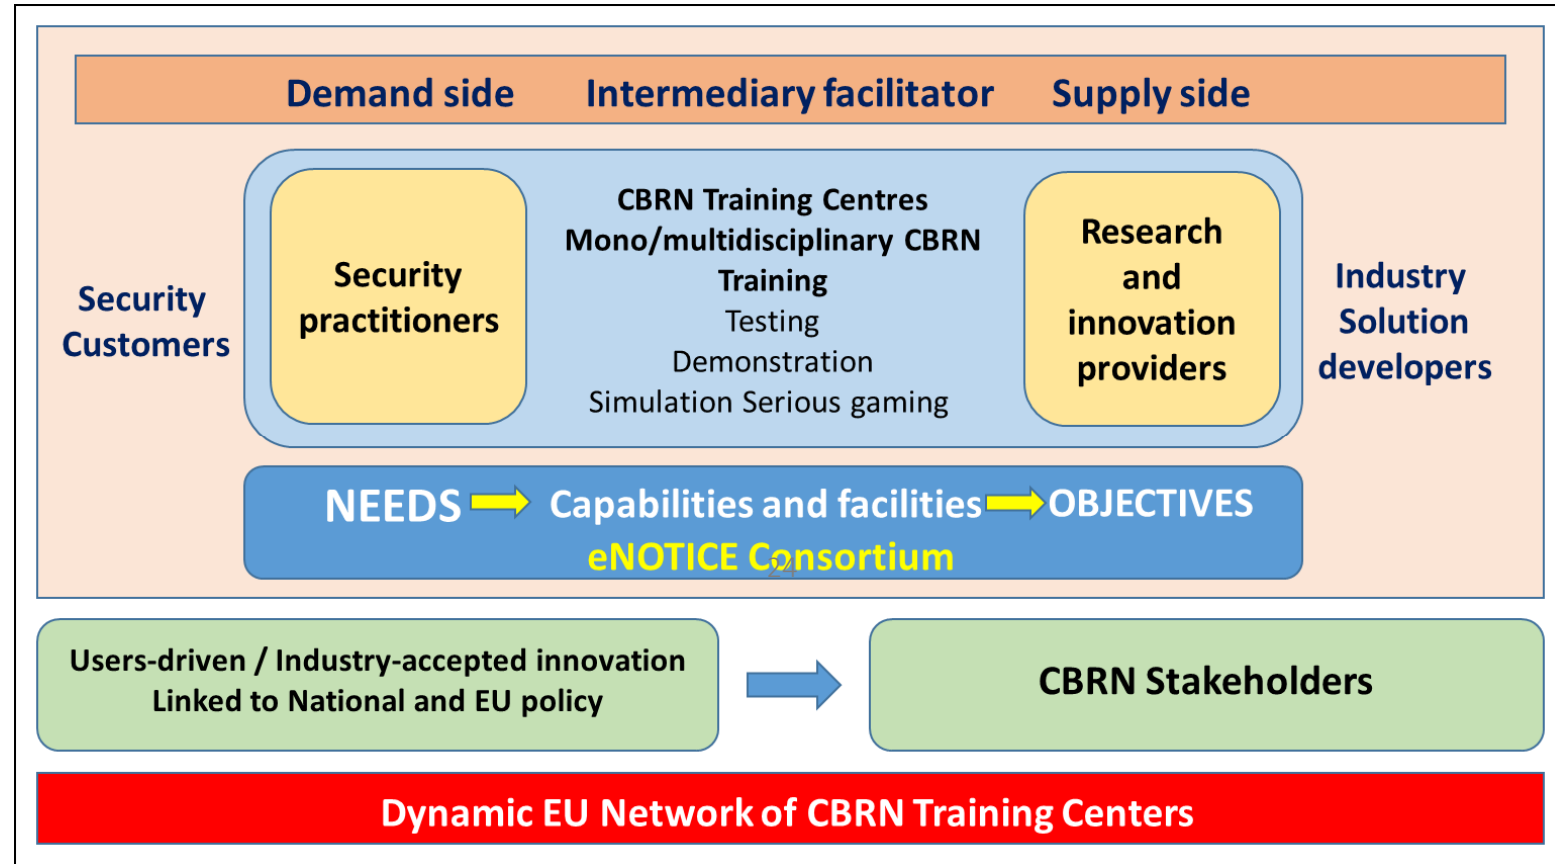 Demand side Intermediary facilitator Supply side
Security
Customers
Security
practitioners
CBRN Training Centres
Mono/multidisciplinary CBRN
Training
Testing
Demonstration
Simulation Serious gaming
Research
and
innovation
providers
Industry
Solution
developers
NEEDS Capabilities and facilities OBJECTIVES
eNOTICE Consortium
24
Users-driven / Industry-accepted innovation
Linked to National and EU policy
CBRN Stakeholders
Dynamic EU Network of CBRN Training Centers